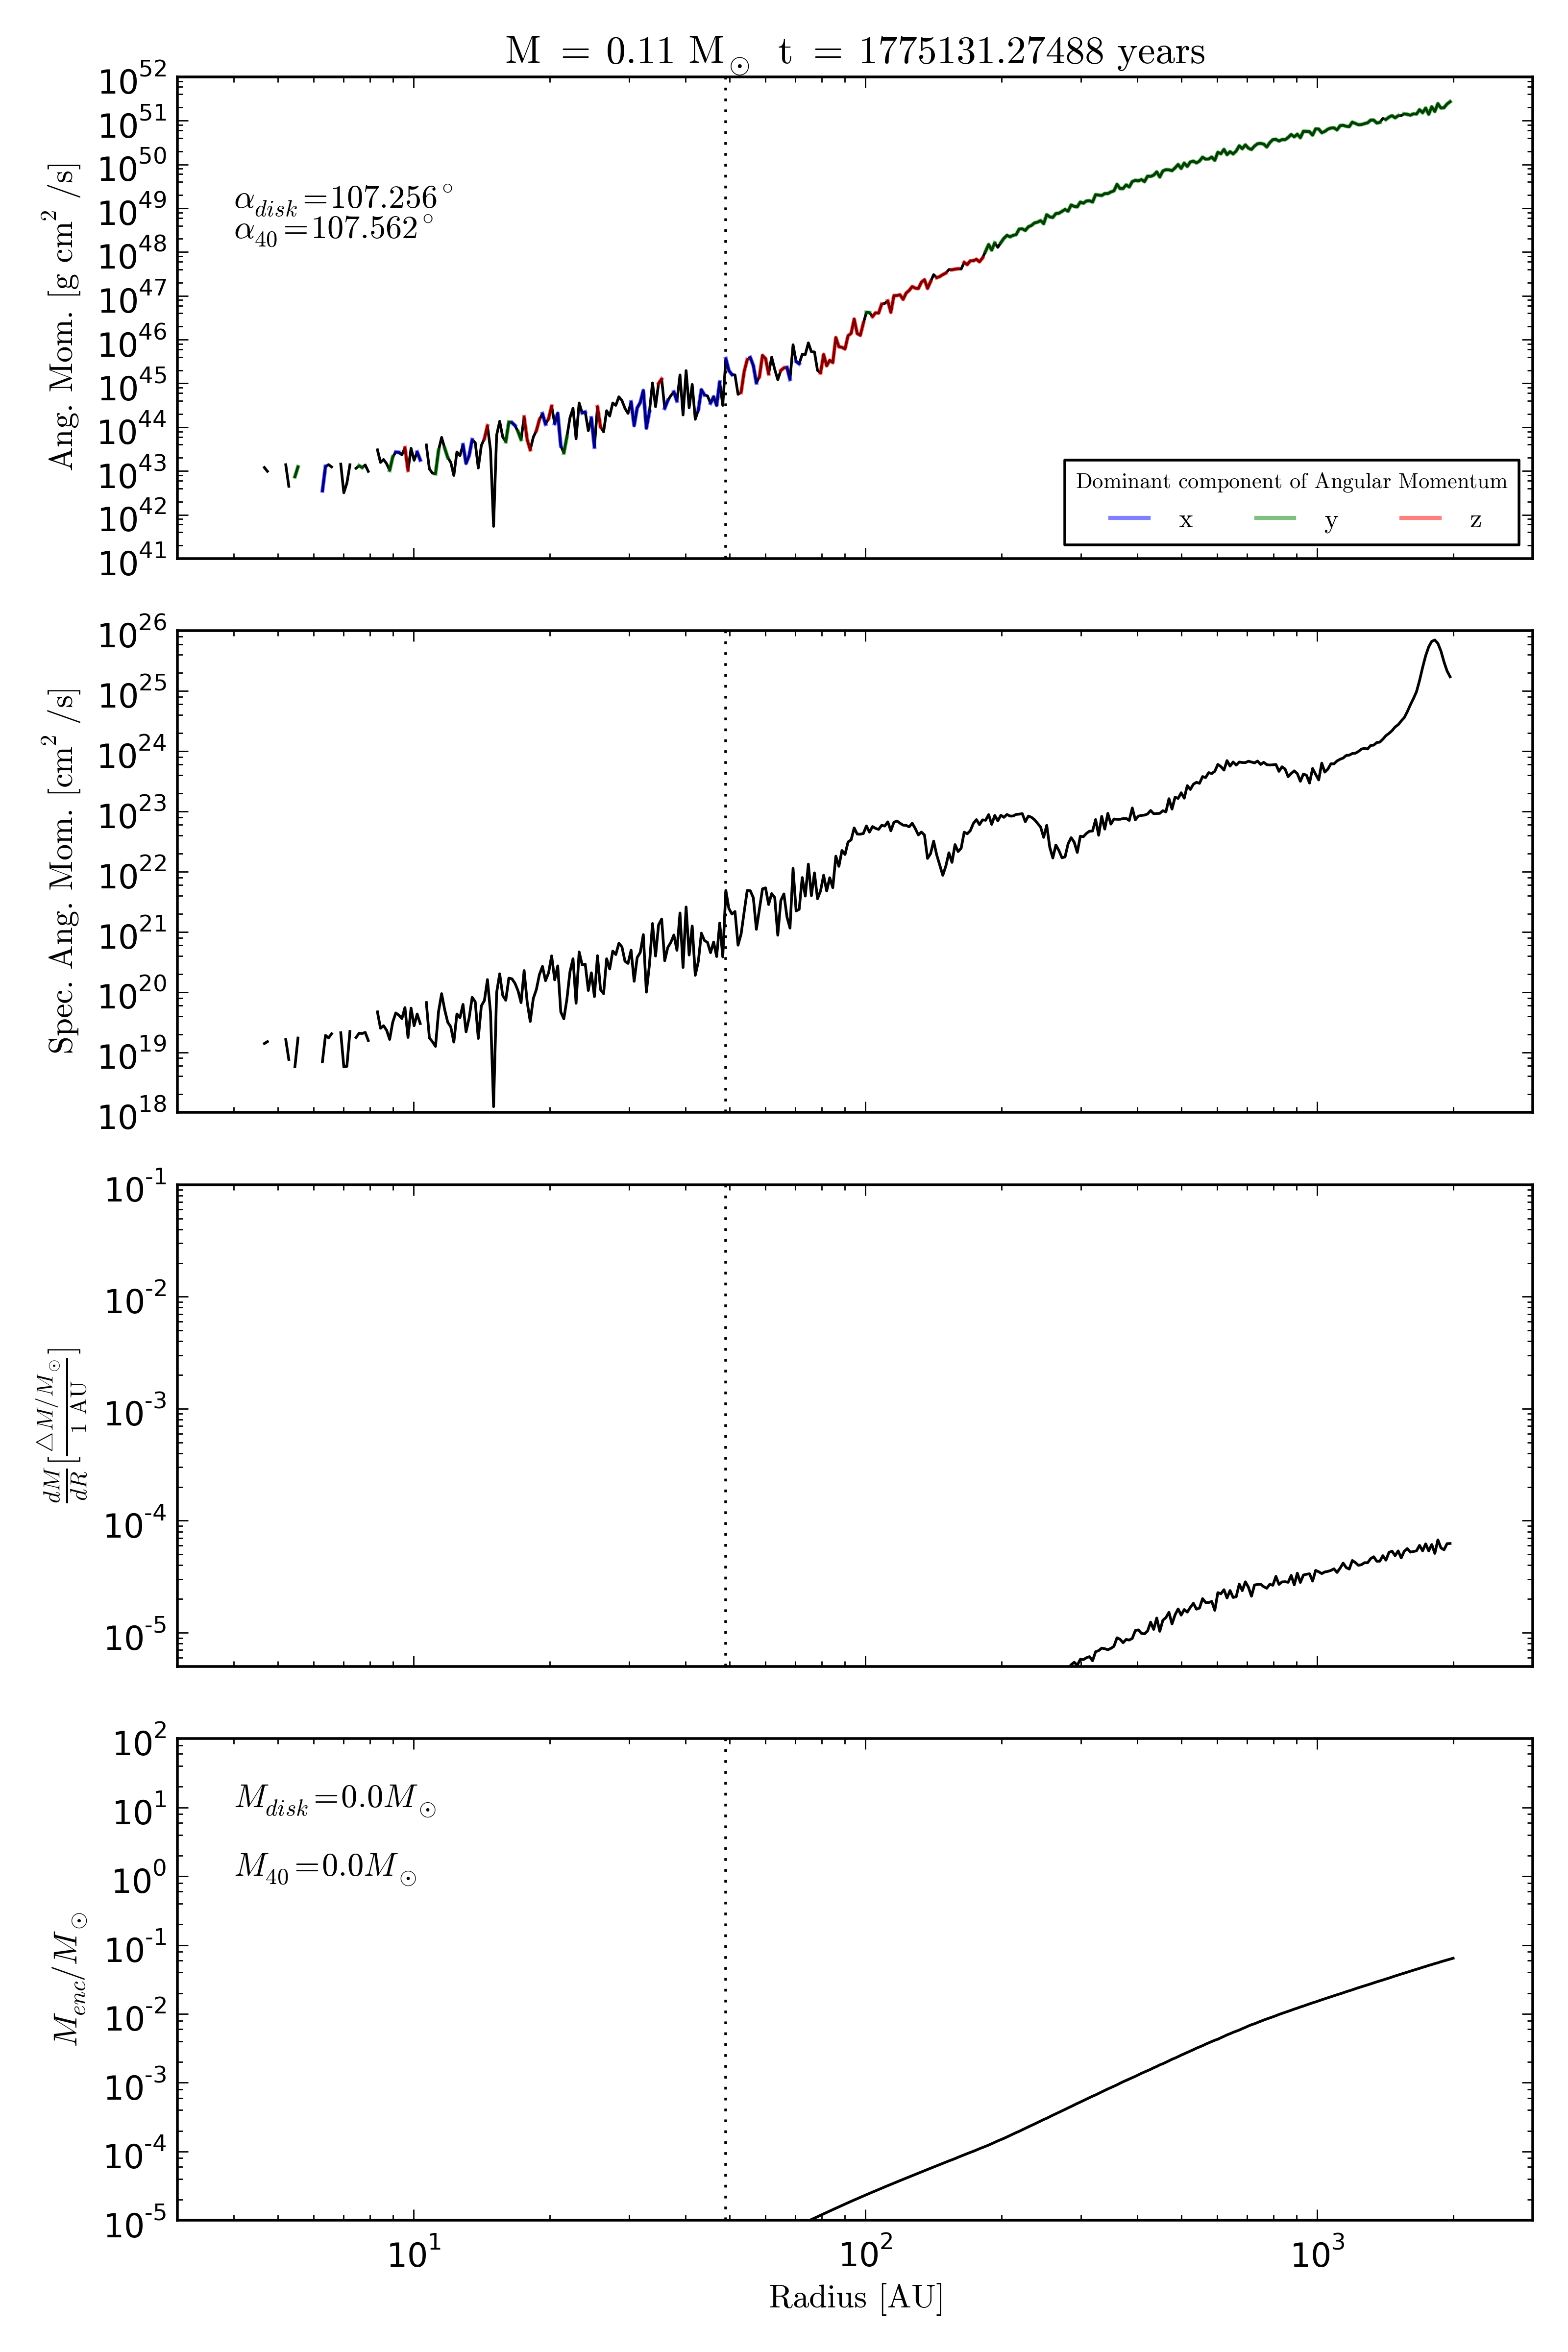 M = 0.11 M⊙ t = 1775131.27488 years
10^52
10^51
10^50
10^49
10^48
10^47
10^46
10^45
10^44
10^43
10^42
10^41
Ang. Mom. [g cm^2 /s]
α_disk=107.256°
α_40=107.562°
Dominant component of Angular Momentum
x y z
10^26
10^25
10^24
10^23
10^22
10^21
10^20
10^19
10^18
Spec. Ang. Mom. [cm^2 /s]
10^-1
10^-2
10^-3
10^-4
10^-5
dM/dR [△M/M⊙ / 1 AU]
10^2
10^1
10^0
10^-1
10^-2
10^-3
10^-4
10^-5
M_enc/M⊙
M_disk=0.0M⊙
M_40=0.0M⊙
10^1 10^2 10^3
Radius [AU]